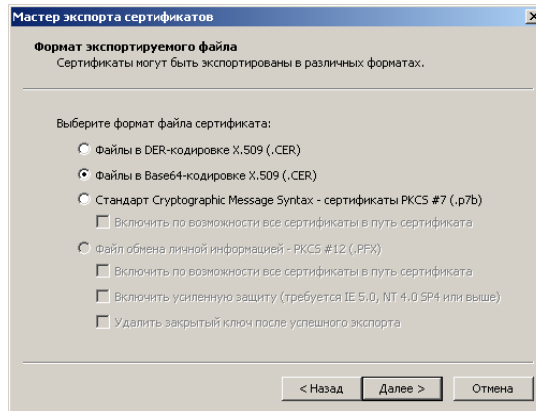 Мастер экспорта сертификатов
Формат экспортируемого файла
Сертификаты могут быть экспортированы в различных форматах.
Выберите формат файла сертификата:
Файлы в DER-кодировке X.509 (.CER)
Файлы в Base64-кодировке X.509 (.CER)
Стандарт Cryptographic Message Syntax - сертификаты PKCS #7 (.p7b)
Включить по возможности все сертификаты в путь сертификата
Файл обмена личной информацией - PKCS #12 (.PFX)
Включить по возможности все сертификаты в путь сертификата
Включить усиленную защиту (требуется IE 5.0, NT 4.0 SP4 или выше)
Удалить закрытый ключ после успешного экспорта
< Назад Далее > Отмена